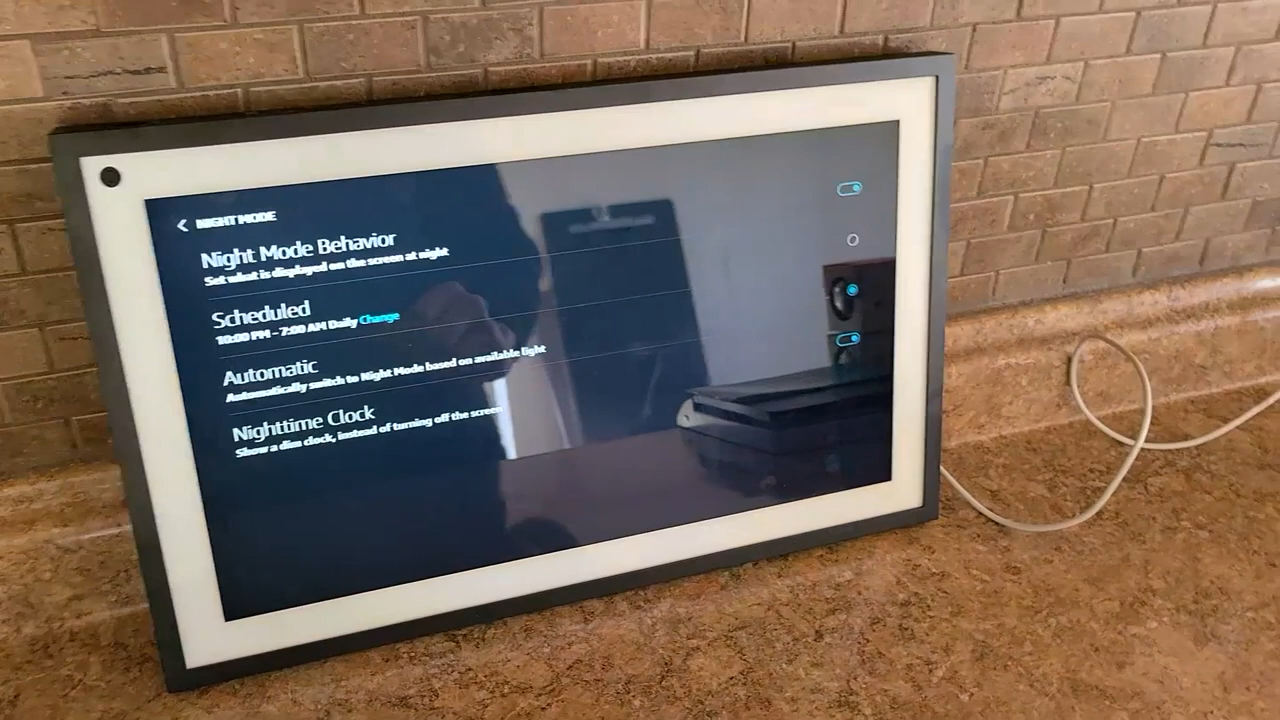 NIGHT MODE
Night Mode Behavior
Set what is displayed on the screen at night
Scheduled
10:00 PM - 7:00 AM Daily Change
Automatic
Automatically switch to Night Mode based on available light
Nighttime Clock
Show a dim clock, instead of turning off the screen